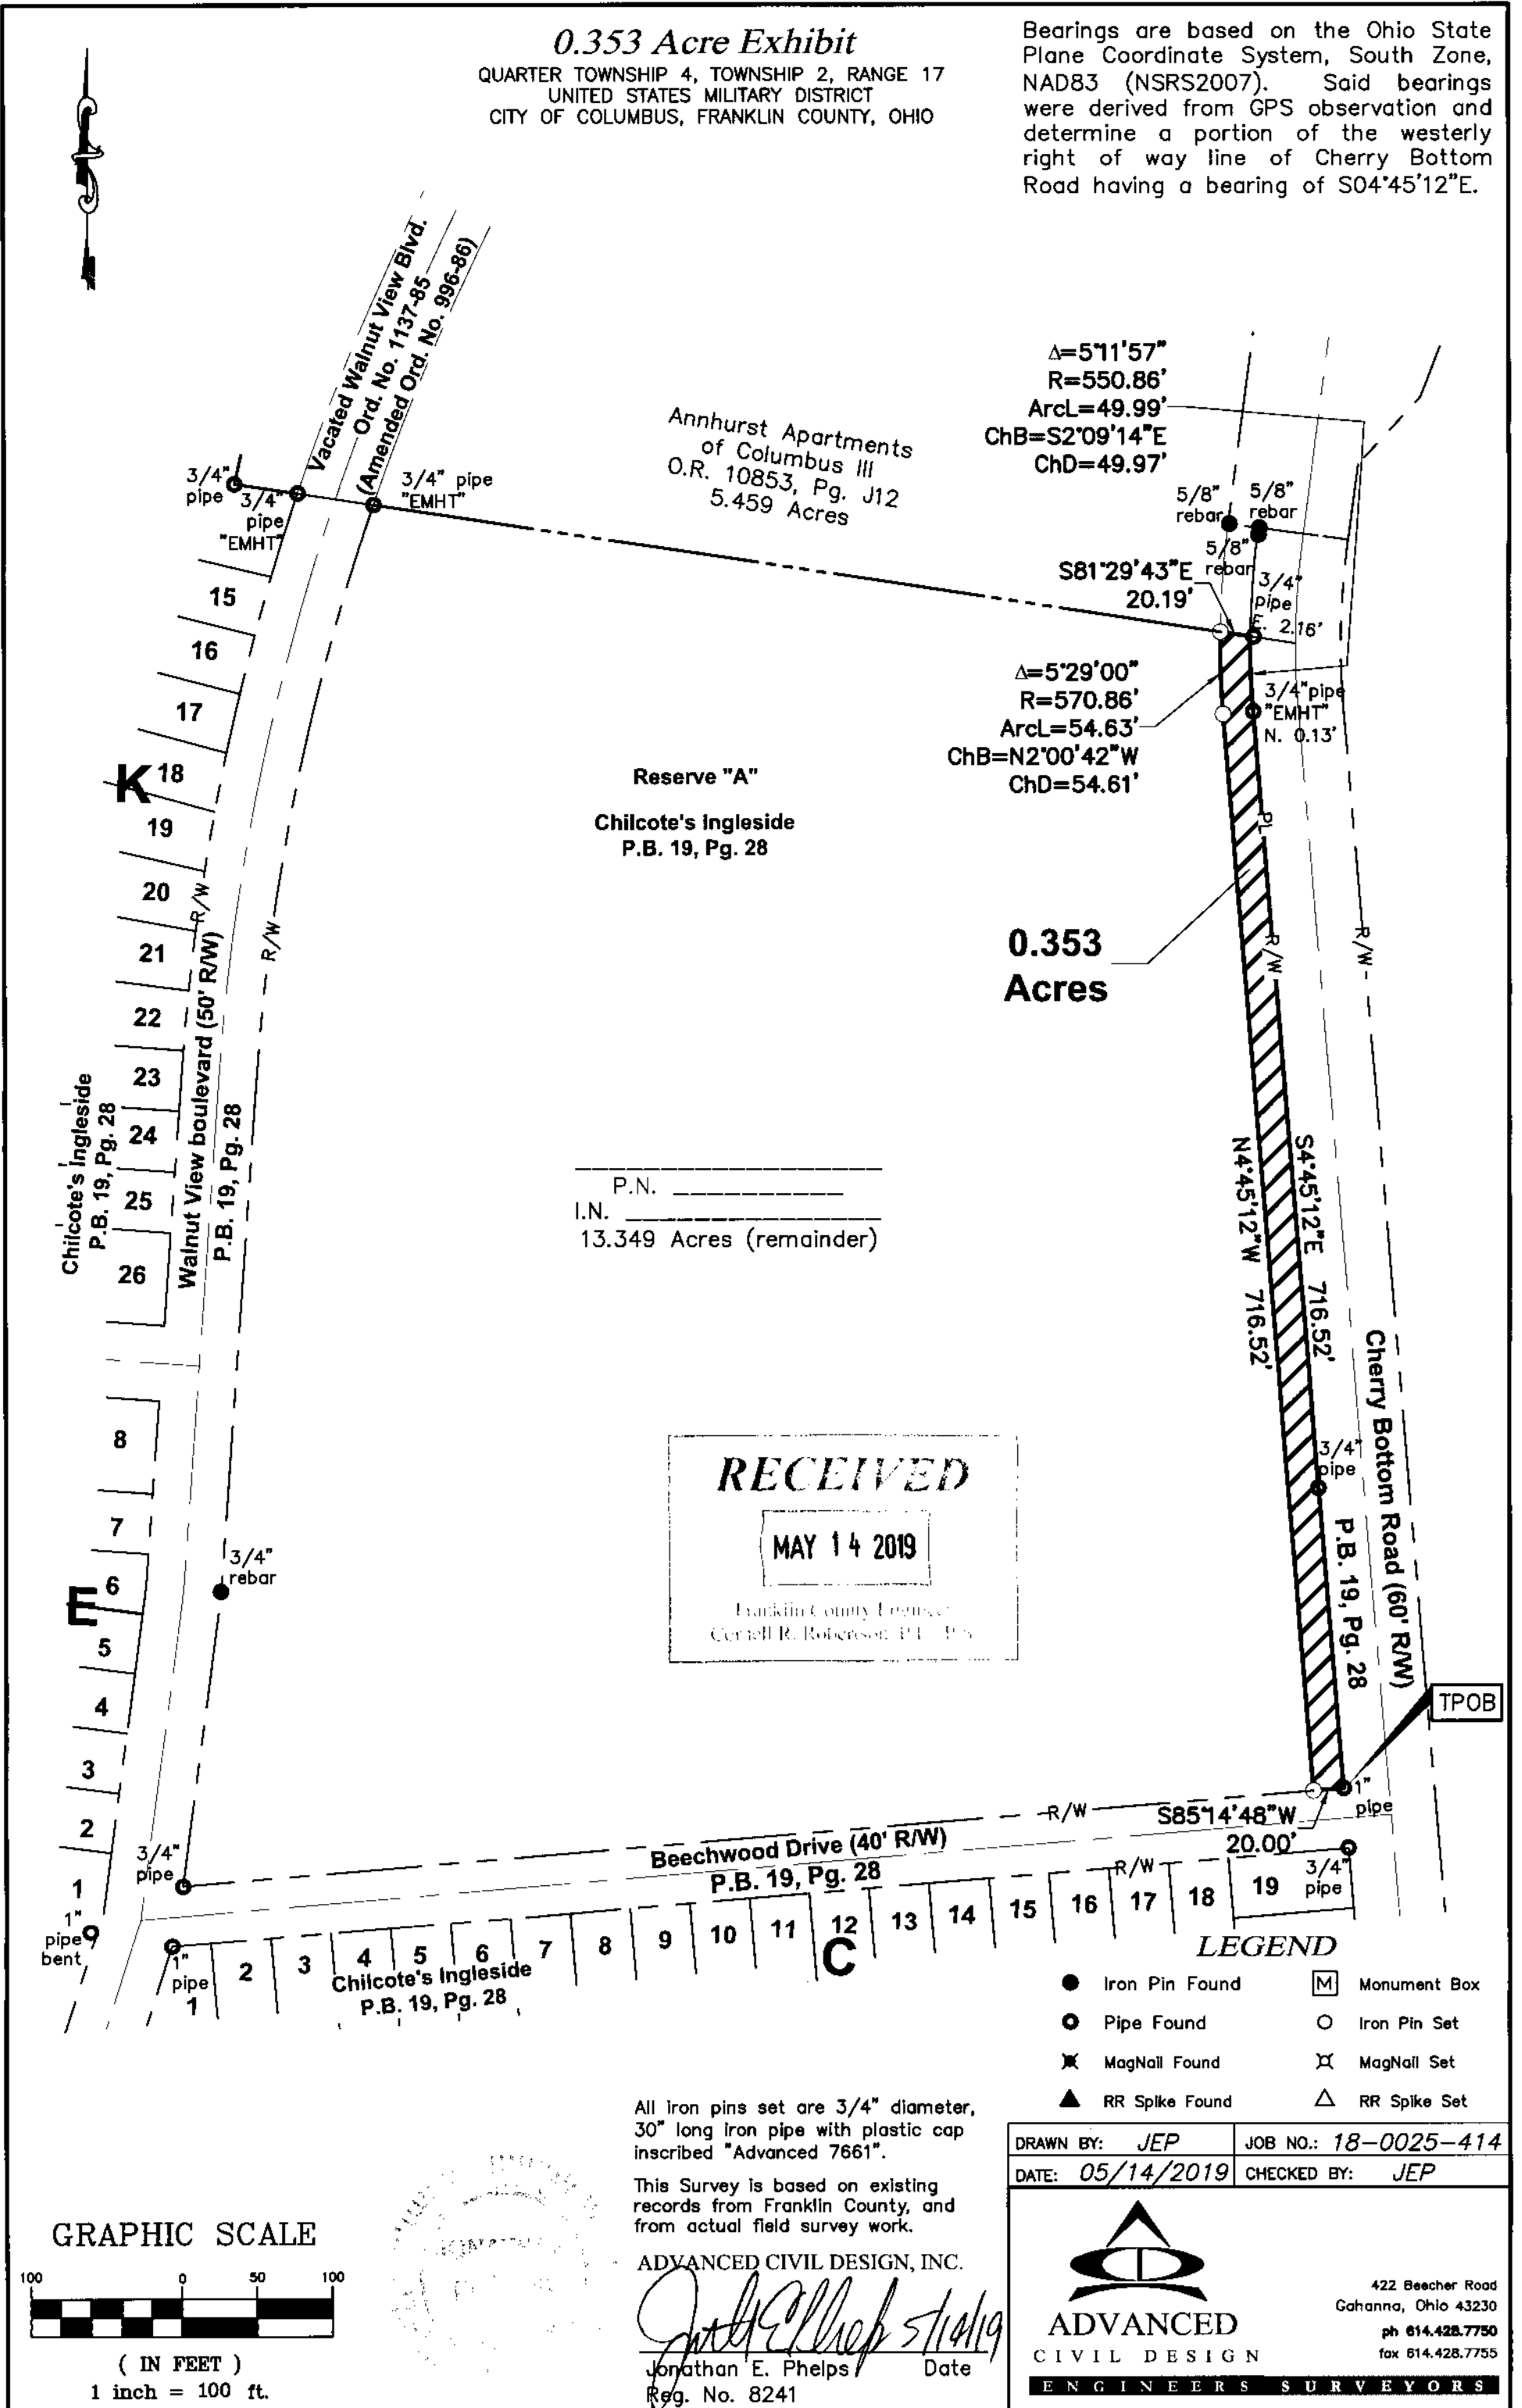 0.353 Acre Exhibit
QUARTER TOWNSHIP 4, TOWNSHIP 2, RANGE 17
UNITED STATES MILITARY DISTRICT
CITY OF COLUMBUS, FRANKLIN COUNTY, OHIO
Bearings are based on the Ohio State
Plane Coordinate System, South Zone,
NAD83 (NSRS2007). Said bearings
were derived from GPS observation and
determine a portion of the westerly
right of way line of Cherry Bottom
Road having a bearing of S04°45'12"E.
Vacated Walnut View Blvd.
Ord. No. 1137-85
(Amended Ord. No. 996-86)
3/4"
pipe
3/4"
pipe
"EMHT"
3/4" pipe
"EMHT"
Annhurst Apartments
of Columbus III
O.R. 10853, Pg. J12
5.459 Acres
Δ=5°11'57"
R=550.86'
ArcL=49.99'
ChB=S2°09'14"E
ChD=49.97'
5/8"
rebar
5/8"
rebar
5/8"
rebar
S81°29'43"E
20.19'
3/4"
pipe
E. 2.16'
Δ=5°29'00"
R=570.86'
ArcL=54.63'
ChB=N2°00'42"W
ChD=54.61'
3/4"pipe
"EMHT"
N. 0.13'
15
16
17
K
18
19
20
21
22
23
24
25
26
Reserve "A"
Chilcote's Ingleside
P.B. 19, Pg. 28
PL
0.353
Acres
R/W
R/W
R/W
R/W
Walnut View boulevard (50' R/W)
P.B. 19, Pg. 28
Chilcote's Ingleside
P.B. 19, Pg. 28
P.N.
I.N.
13.349 Acres (remainder)
N4°45'12"W 716.52'
S4°45'12"E 716.52'
Cherry Bottom Road (60' R/W)
P.B. 19, Pg. 28
3/4"
pipe
RECEIVED
MAY 14 2019
Franklin County Engineer
Cornell R. Robertson, P.E., P.S.
8
7
E
6
5
4
3
2
1
3/4"
rebar
TPOB
1"
pipe
S85°14'48"W
20.00'
R/W
Beechwood Drive (40' R/W)
P.B. 19, Pg. 28
R/W
3/4"
pipe
3/4"
pipe
1"
pipe
bent
1"
pipe
1
2
3
4
5
6
7
8
9
10
11
12
13
14
15
16
17
18
19
C
Chilcote's Ingleside
P.B. 19, Pg. 28
LEGEND
Iron Pin Found
M Monument Box
Pipe Found
Iron Pin Set
MagNail Found
MagNail Set
RR Spike Found
RR Spike Set
All iron pins set are 3/4" diameter,
30" long iron pipe with plastic cap
inscribed "Advanced 7661".
This Survey is based on existing
records from Franklin County, and
from actual field survey work.
ADVANCED CIVIL DESIGN, INC.
5/14/19
Jonathan E. Phelps Date
Reg. No. 8241
DRAWN BY: JEP
JOB NO.: 18-0025-414
DATE: 05/14/2019
CHECKED BY: JEP
ADVANCED
CIVIL DESIGN
422 Beecher Road
Gahanna, Ohio 43230
ph 614.428.7750
fax 614.428.7755
ENGINEERS SURVEYORS
GRAPHIC SCALE
100 0 50 100
( IN FEET )
1 inch = 100 ft.